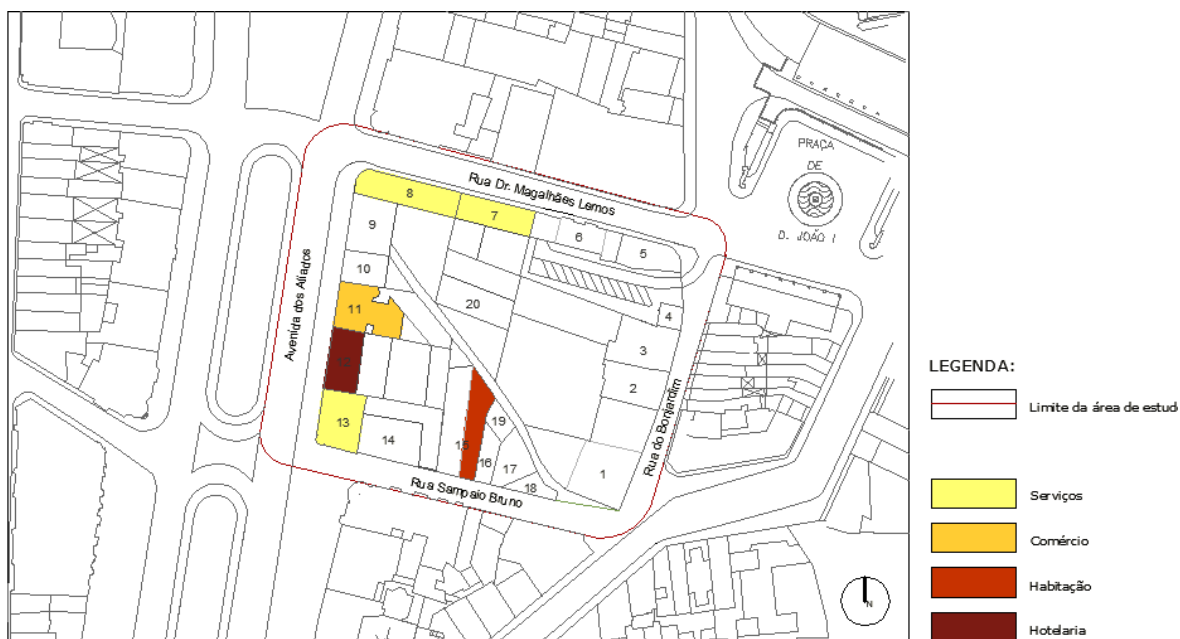 PRAÇA
DE
D. JOÃO I
Rua Dr. Magalhães Lemos
8
7
6
5
9
10
11
20
4
3
2
Avenida dos Aliados
Rua do Bonjardim
13
14
15
16
19
17
18
1
Rua Sampaio Bruno
N
LEGENDA:
Limite da área de estud
Serviços
Comércio
Habitação
Hotelaria